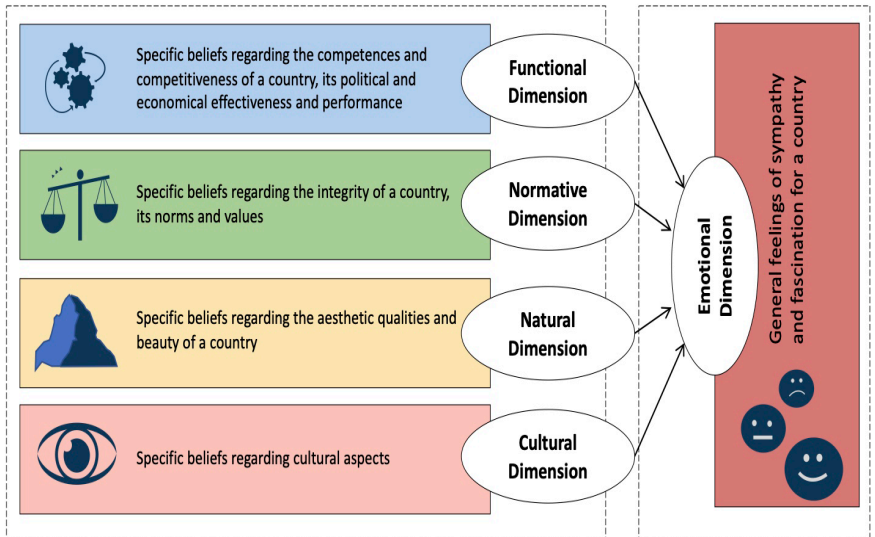 Specific beliefs regarding the competences and
competitiveness of a country, its political and
economical effectiveness and performance
Functional
Dimension
Specific beliefs regarding the integrity of a country,
its norms and values
Normative
Dimension
Specific beliefs regarding the aesthetic qualities and
beauty of a country
Natural
Dimension
Specific beliefs regarding cultural aspects
Cultural
Dimension
Emotional
Dimension
General feelings of sympathy
and fascination for a country